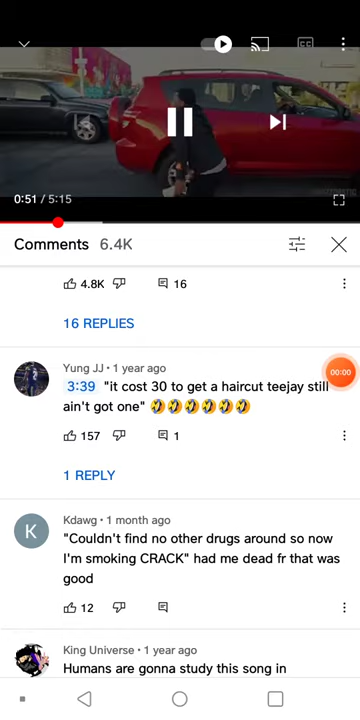 CC
0:51 / 5:15
Comments 6.4K
4.8K 16
16 REPLIES
00:00
Yung JJ • 1 year ago
3:39 "it cost 30 to get a haircut teejay still
ain't got one" 🤣🤣🤣🤣🤣🤣
157 1
1 REPLY
K
Kdawg • 1 month ago
"Couldn't find no other drugs around so now
I'm smoking CRACK" had me dead fr that was
good
12
King Universe • 1 year ago
Humans are gonna study this song in